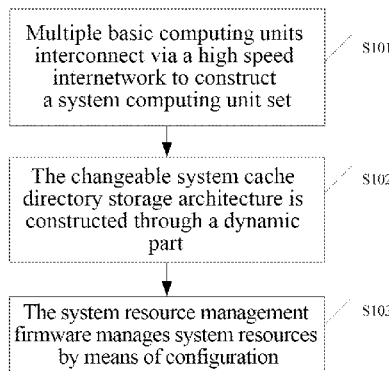 Multiple basic computing units
interconnect via a high speed
internetwork to construct
a system computing unit set
S101
The changeable system cache
directory storage architecture is
constructed through a dynamic
part
S102
The system resource management
firmware manages system resources
by means of configuration
S103